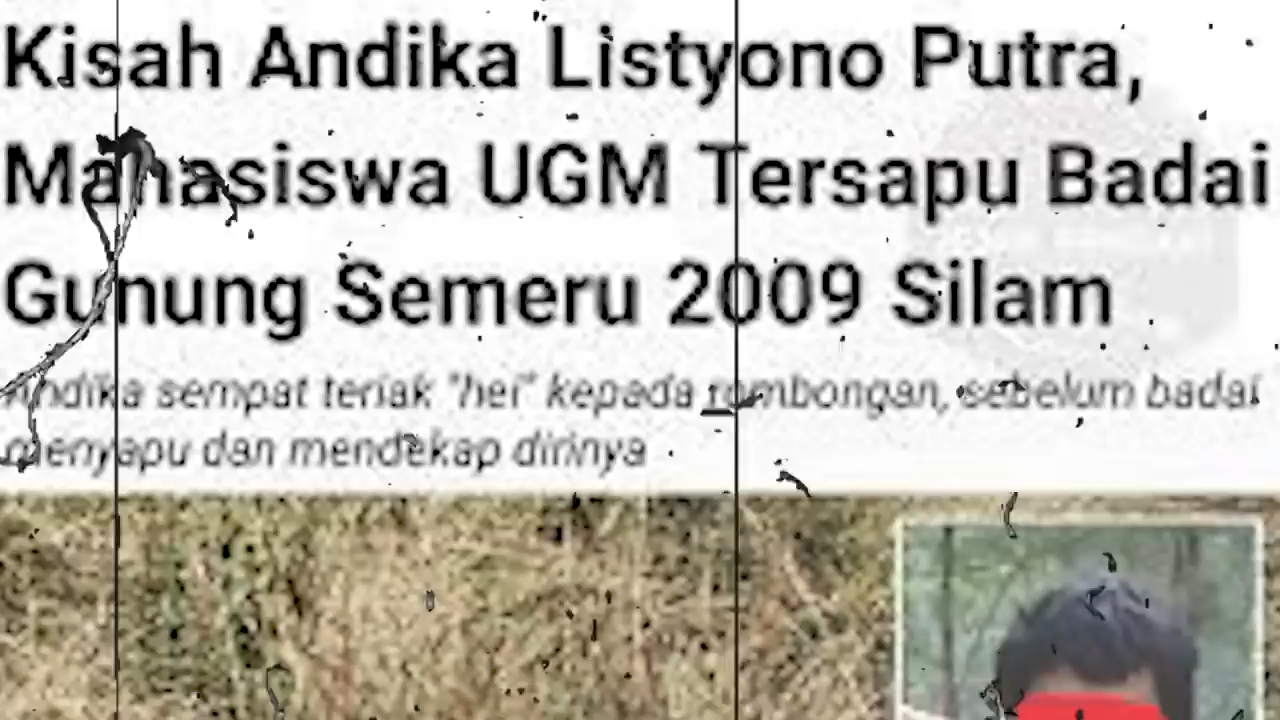 Kisah Andika Listyono Putra,
Mahasiswa UGM Tersapu Badai
Gunung Semeru 2009 Silam
Andika sempat teriak "hei" kepada rombongan, sebelum badai
menyapu dan mendekap dirinya